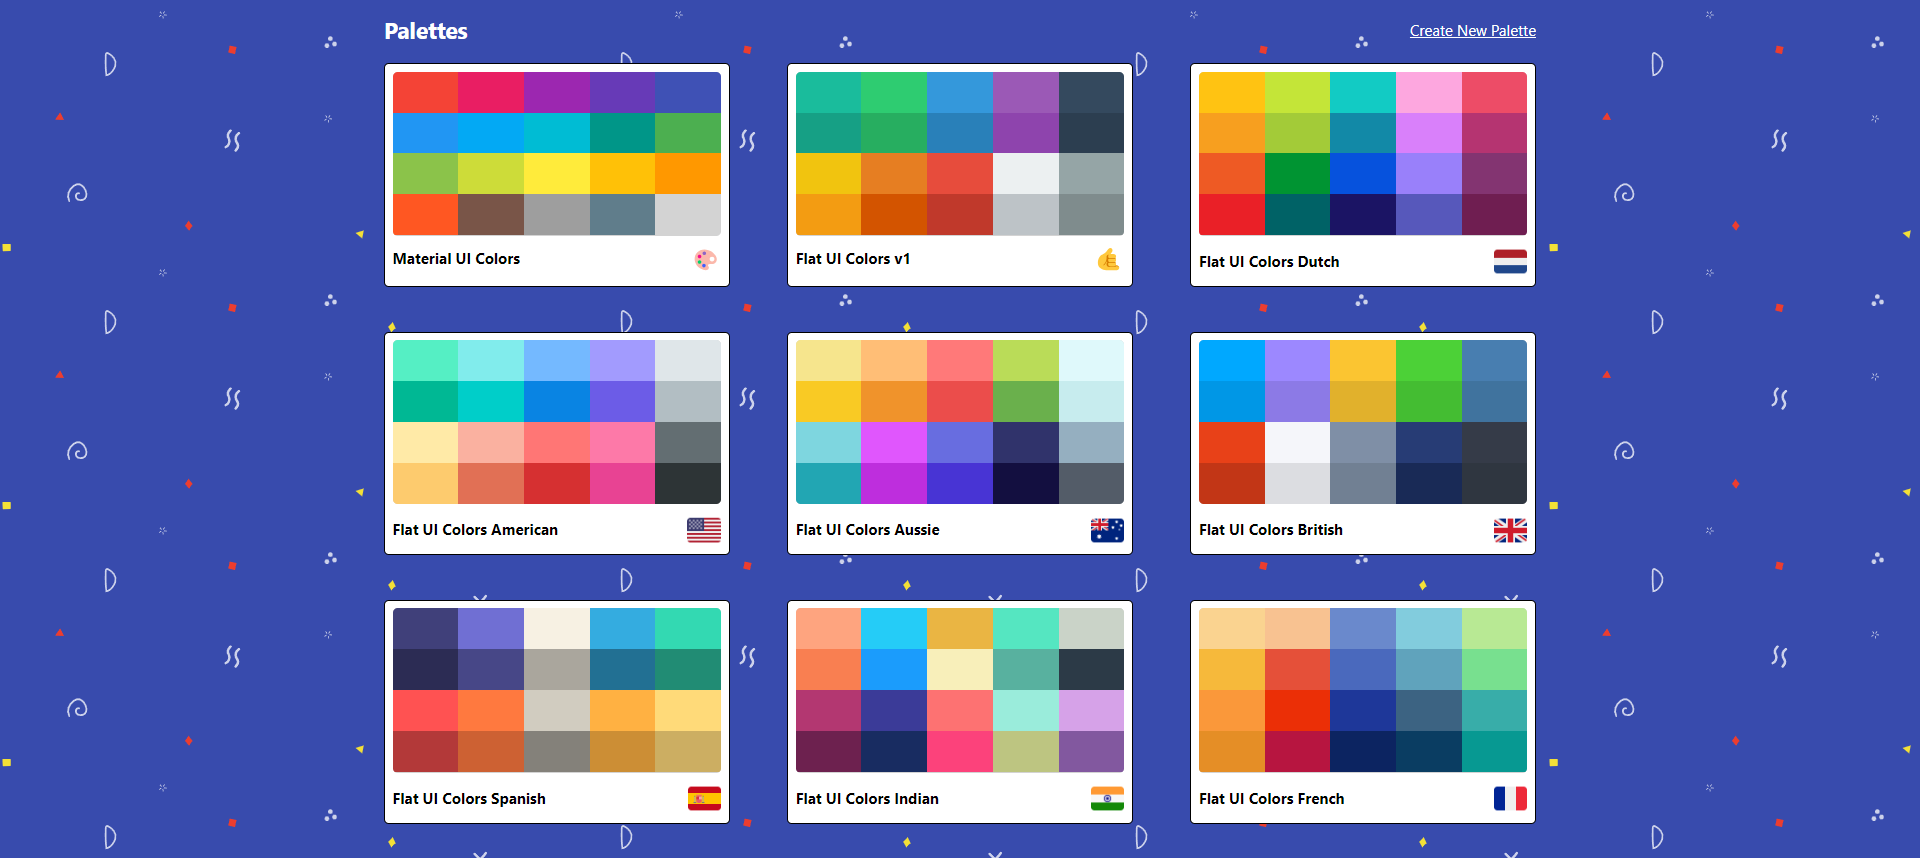 Palettes
Create New Palette
Material UI Colors
Flat UI Colors v1
Flat UI Colors Dutch
Flat UI Colors American
Flat UI Colors Aussie
Flat UI Colors British
Flat UI Colors Spanish
Flat UI Colors Indian
Flat UI Colors French